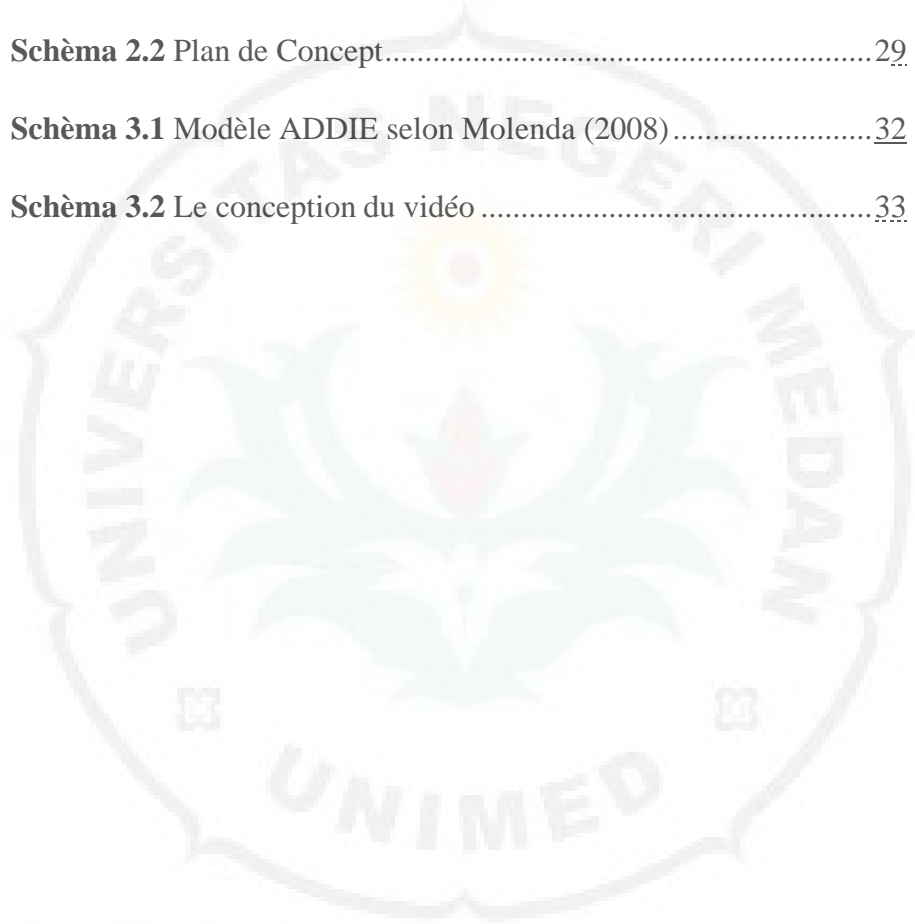 Schèma 2.2 Plan de Concept............................................................29
Schèma 3.1 Modèle ADDIE selon Molenda (2008)........................32
Schèma 3.2 Le conception du vidéo................................................33
UNIVERSITAS NEGERI MEDAN
UNIMED